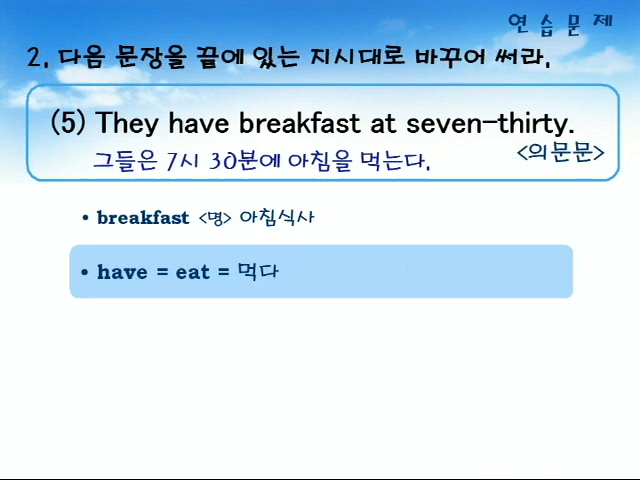 연 습 문 제
2. 다음 문장을 끝에 있는 지시대로 바꾸어 써라.
(5) They have breakfast at seven-thirty.
그들은 7시 30분에 아침을 먹는다.
<의문문>
• breakfast <명> 아침식사
• have = eat = 먹다